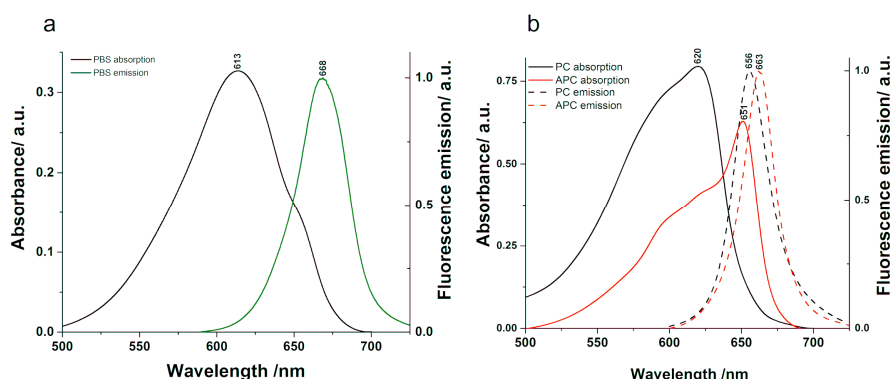 a
PBS absorption
PBS emission
613
668
0.3
0.2
0.1
0.0
Absorbance/ a.u.
1.0
0.5
0.0
Fluorescence emission/ a.u.
500
550
600
650
700
Wavelength /nm
b
PC absorption
APC absorption
PC emission
APC emission
620
656
663
651
0.75
0.50
0.25
0.00
Absorbance/ a.u.
1.0
0.5
0.0
Fluorescence emission/ a.u.
500
550
600
650
700
Wavelength /nm